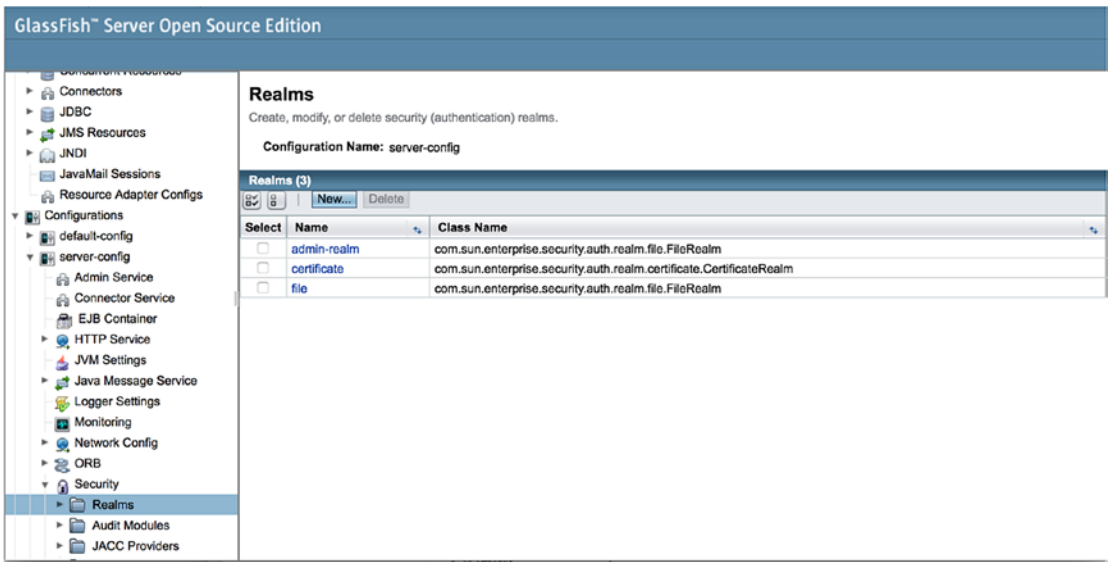 GlassFish™ Server Open Source Edition
Concurrent Resources
Connectors
JDBC
JMS Resources
JNDI
JavaMail Sessions
Resource Adapter Configs
Configurations
default-config
server-config
Admin Service
Connector Service
EJB Container
HTTP Service
JVM Settings
Java Message Service
Logger Settings
Monitoring
Network Config
ORB
Security
Realms
Audit Modules
JACC Providers
Realms
Create, modify, or delete security (authentication) realms.
Configuration Name: server-config
Realms (3)
New... Delete
Select Name Class Name
admin-realm com.sun.enterprise.security.auth.realm.file.FileRealm
certificate com.sun.enterprise.security.auth.realm.certificate.CertificateRealm
file com.sun.enterprise.security.auth.realm.file.FileRealm